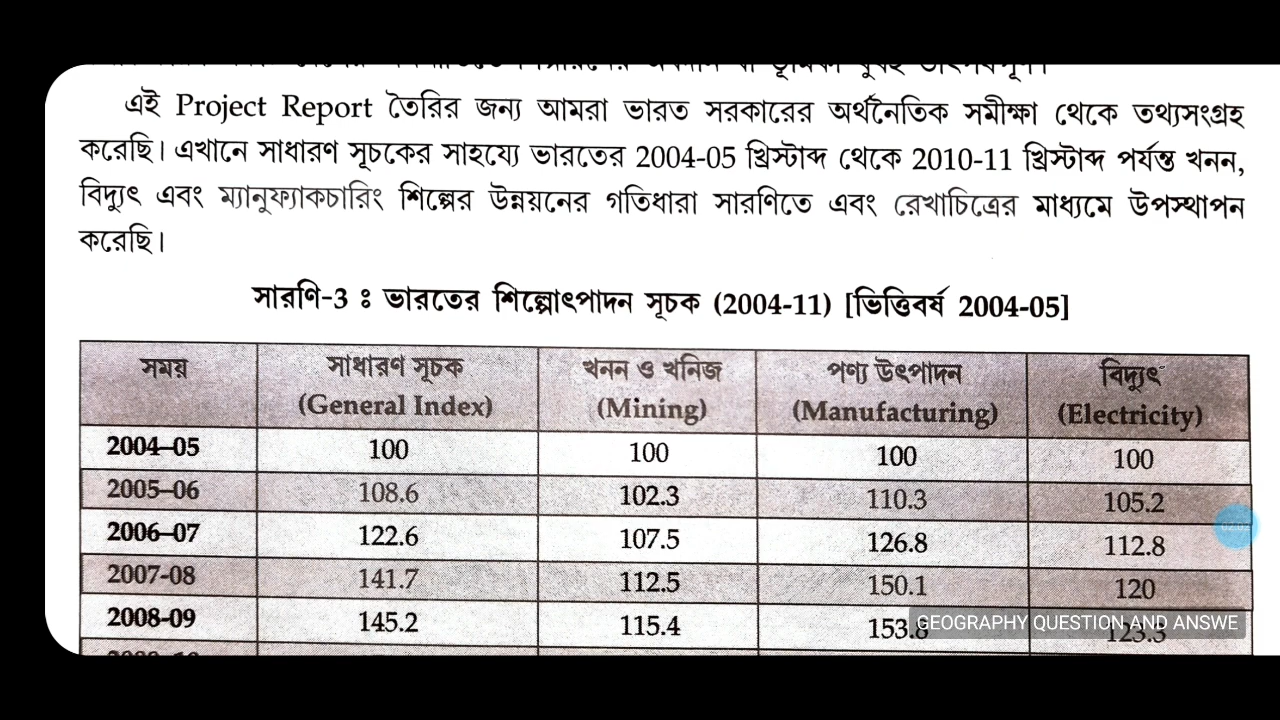 এই Project Report তৈরির জন্য আমরা ভারত সরকারের অর্থনৈতিক সমীক্ষা থেকে তথ্যসংগ্রহ
করেছি। এখানে সাধারণ সূচকের সাহয্যে ভারতের 2004-05 খ্রিস্টাব্দ থেকে 2010-11 খ্রিস্টাব্দ পর্যন্ত খনন,
বিদ্যুৎ এবং ম্যানুফ্যাকচারিং শিল্পের উন্নয়নের গতিধারা সারণিতে এবং রেখাচিত্রের মাধ্যমে উপস্থাপন
করেছি।
সারণি-3 ঃ ভারতের শিল্পোৎপাদন সূচক (2004-11) [ভিত্তিবর্ষ 2004-05]
সময় সাধারণ সূচক খনন ও খনিজ পণ্য উৎপাদন বিদ্যুৎ
(General Index) (Mining) (Manufacturing) (Electricity)
2004–05 100 100 100 100
2005–06 108.6 102.3 110.3 105.2
2006–07 122.6 107.5 126.8 112.8
2007-08 141.7 112.5 150.1 120
2008-09 145.2 115.4 153.8 123.3
GEOGRAPHY QUESTION AND ANSWE